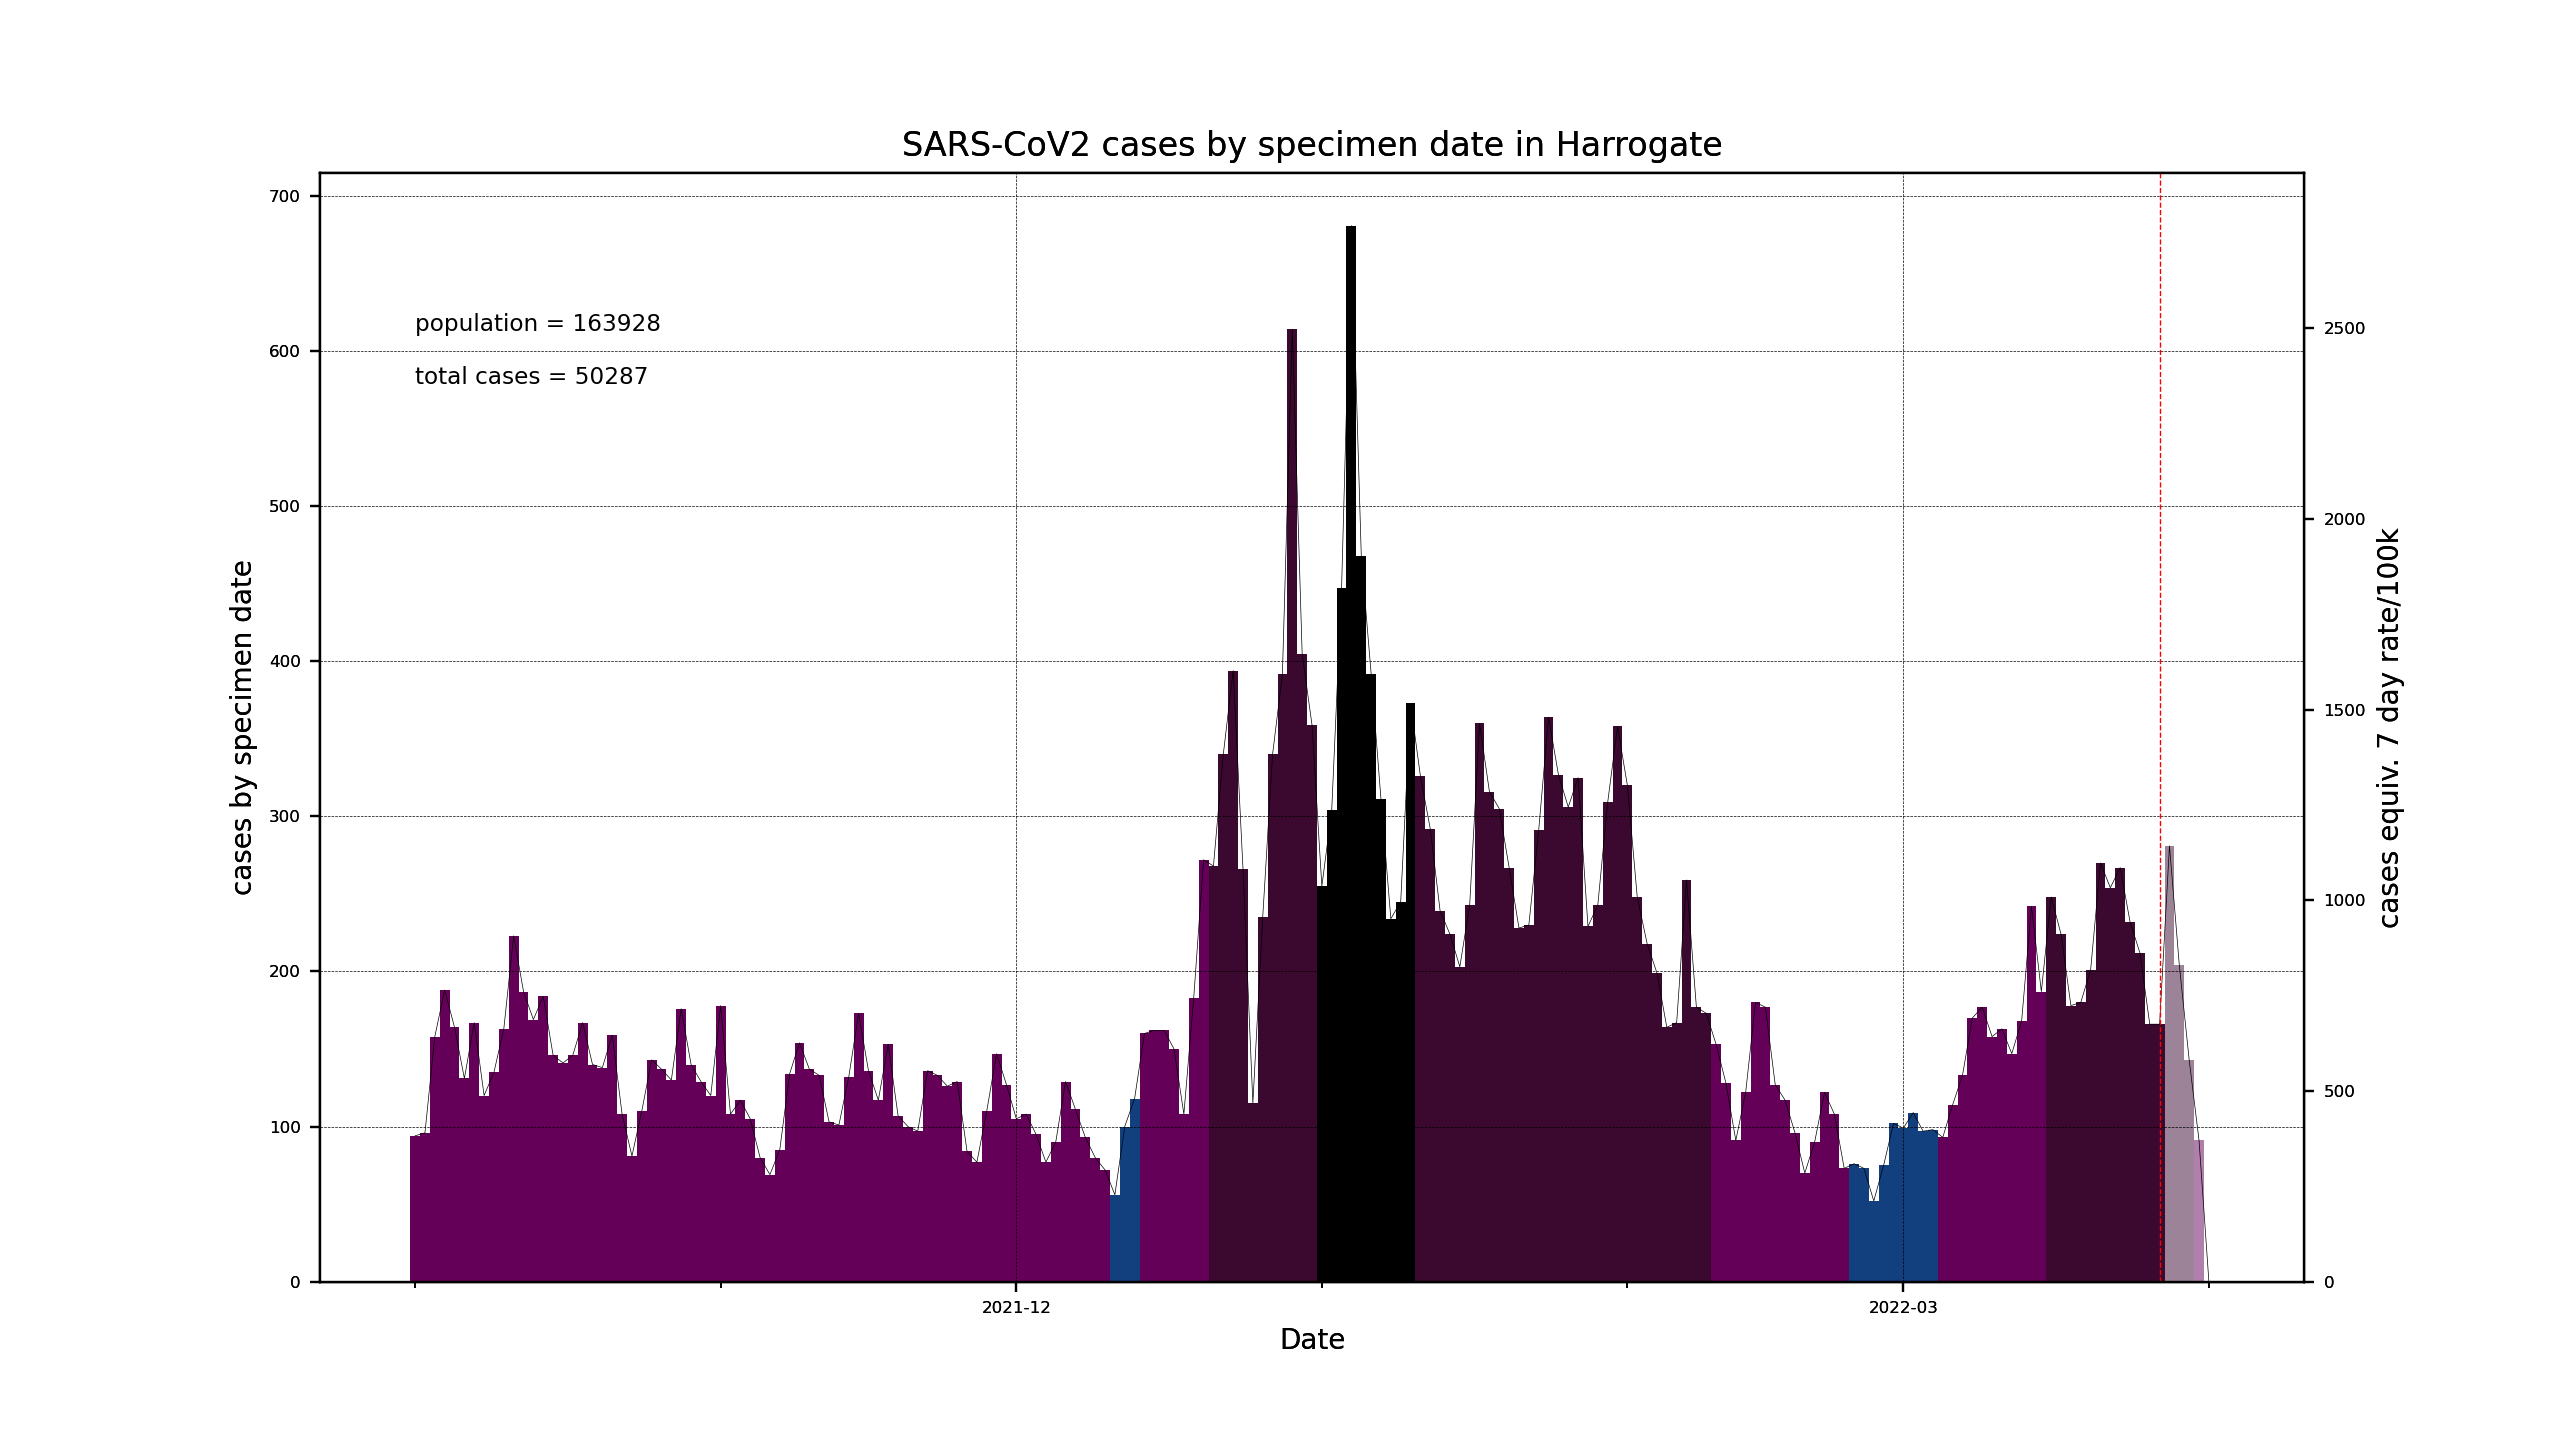 SARS-CoV2 cases by specimen date in Harrogate
population = 163928
total cases = 50287
cases by specimen date
700
600
500
400
300
200
100
0
2500
2000
1500
1000
500
0
cases equiv. 7 day rate/100k
2021-12
2022-03
Date